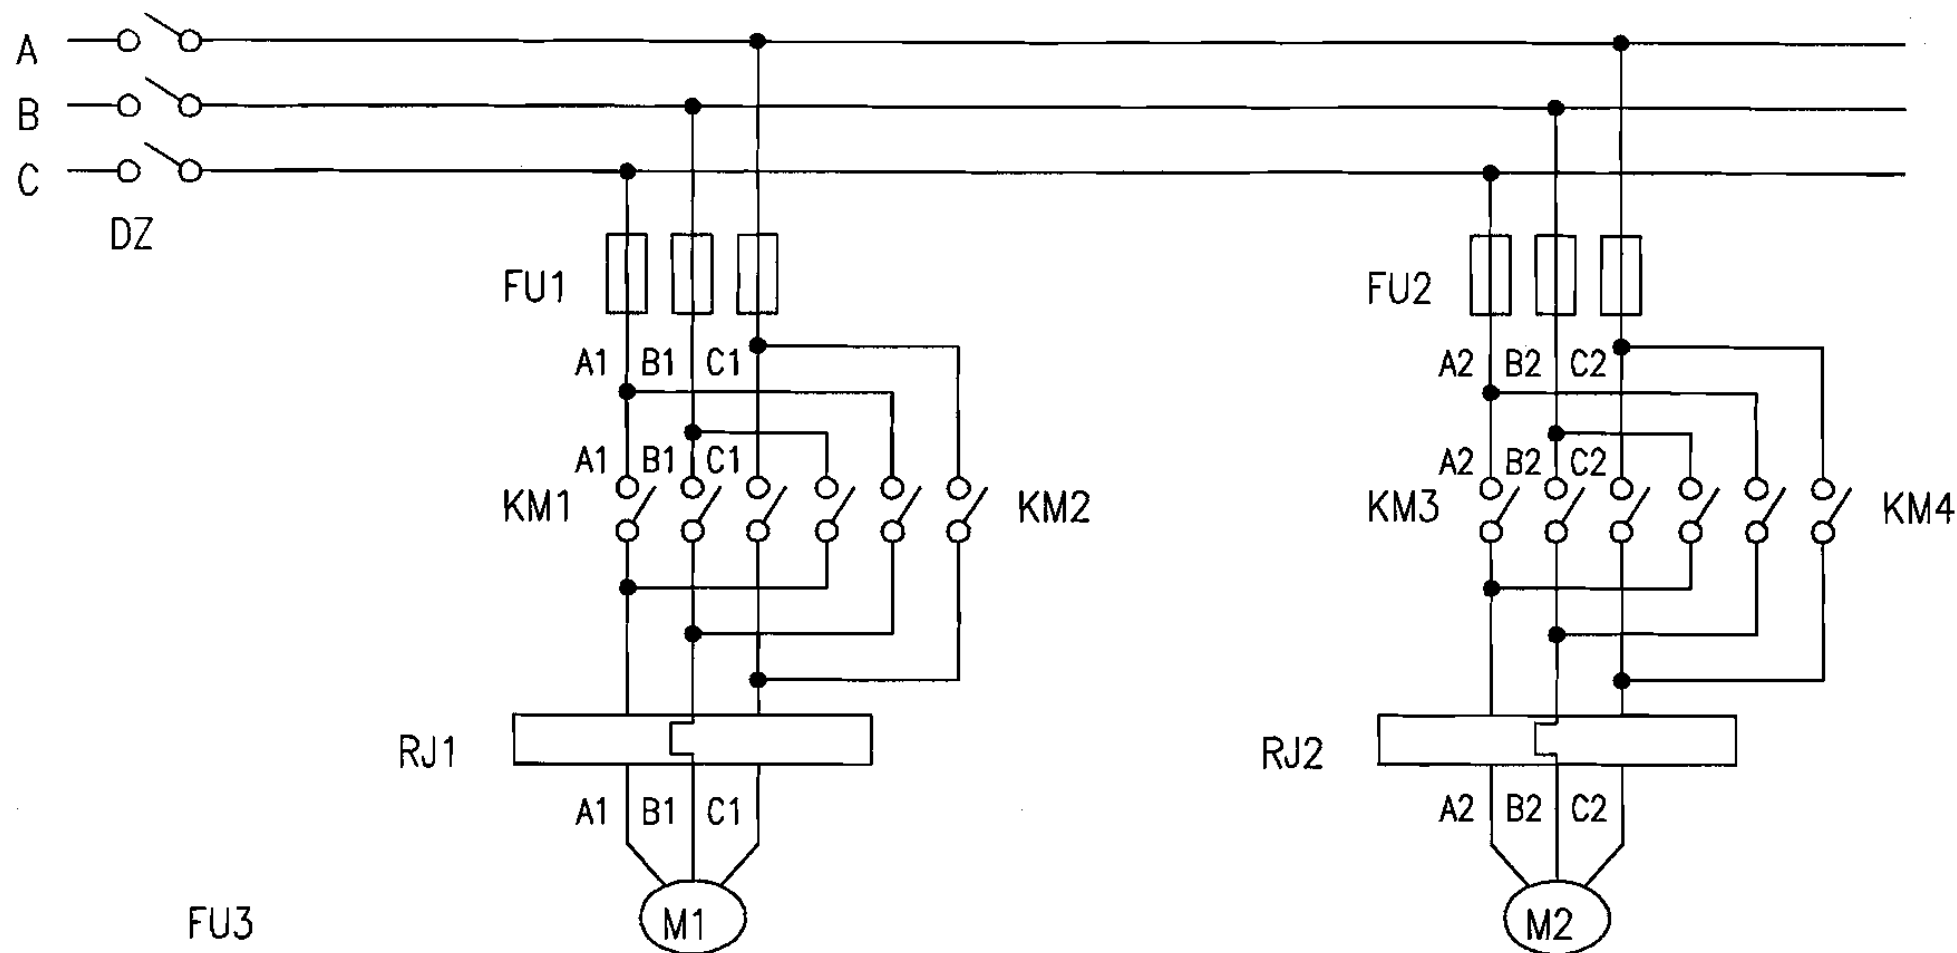 A
B
C
DZ
FU1
FU2
A1 B1 C1
A2 B2 C2
A1 B1 C1
A2 B2 C2
KM1
KM2
KM3
KM4
RJ1
RJ2
A1 B1 C1
A2 B2 C2
FU3
M1
M2